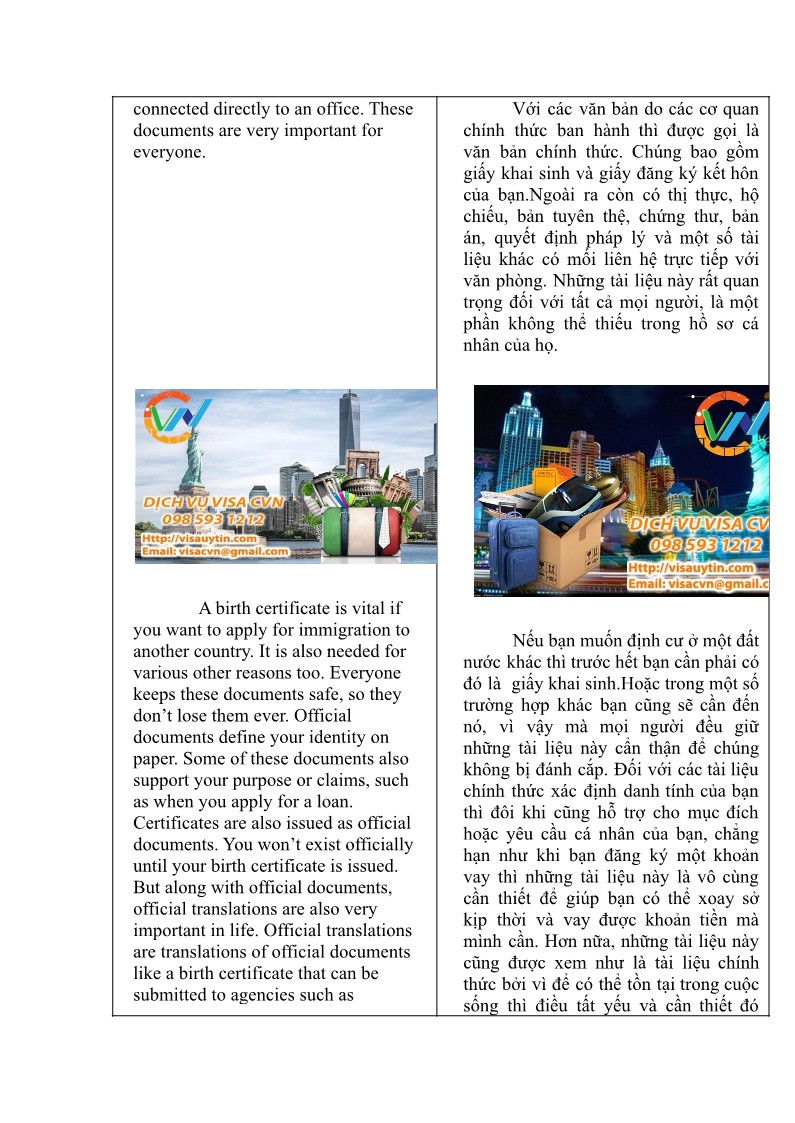 connected directly to an office. These
documents are very important for
everyone.
CVN
DỊCH VỤ VISA CVN
098 593 1212
Http://visauytin.com
Email: visacvn@gmail.com
A birth certificate is vital if
you want to apply for immigration to
another country. It is also needed for
various other reasons too. Everyone
keeps these documents safe, so they
don’t lose them ever. Official
documents define your identity on
paper. Some of these documents also
support your purpose or claims, such
as when you apply for a loan.
Certificates are also issued as official
documents. You won’t exist officially
until your birth certificate is issued.
But along with official documents,
official translations are also very
important in life. Official translations
are translations of official documents
like a birth certificate that can be
submitted to agencies such as
Với các văn bản do các cơ quan
chính thức ban hành thì được gọi là
văn bản chính thức. Chúng bao gồm
giấy khai sinh và giấy đăng ký kết hôn
của bạn.Ngoài ra còn có thị thực, hộ
chiếu, bản tuyên thệ, chứng thư, bản
án, quyết định pháp lý và một số tài
liệu khác có mối liên hệ trực tiếp với
văn phòng. Những tài liệu này rất quan
trọng đối với tất cả mọi người, là một
phần không thể thiếu trong hồ sơ cá
nhân của họ.
CVN
DỊCH VỤ VISA CV
098 593 1212
Http://visauytin.com
Email: visacvn@gmail.c
Nếu bạn muốn định cư ở một đất
nước khác thì trước hết bạn cần phải có
đó là giấy khai sinh.Hoặc trong một số
trường hợp khác bạn cũng sẽ cần đến
nó, vì vậy mà mọi người đều giữ
những tài liệu này cẩn thận để chúng
không bị đánh cắp. Đối với các tài liệu
chính thức xác định danh tính của bạn
thì đôi khi cũng hỗ trợ cho mục đích
hoặc yêu cầu cá nhân của bạn, chẳng
hạn như khi bạn đăng ký một khoản
vay thì những tài liệu này là vô cùng
cần thiết để giúp bạn có thể xoay sở
kịp thời và vay được khoản tiền mà
mình cần. Hơn nữa, những tài liệu này
cũng được xem như là tài liệu chính
thức bởi vì để có thể tồn tại trong cuộc
sống thì điều tất yếu và cần thiết đó